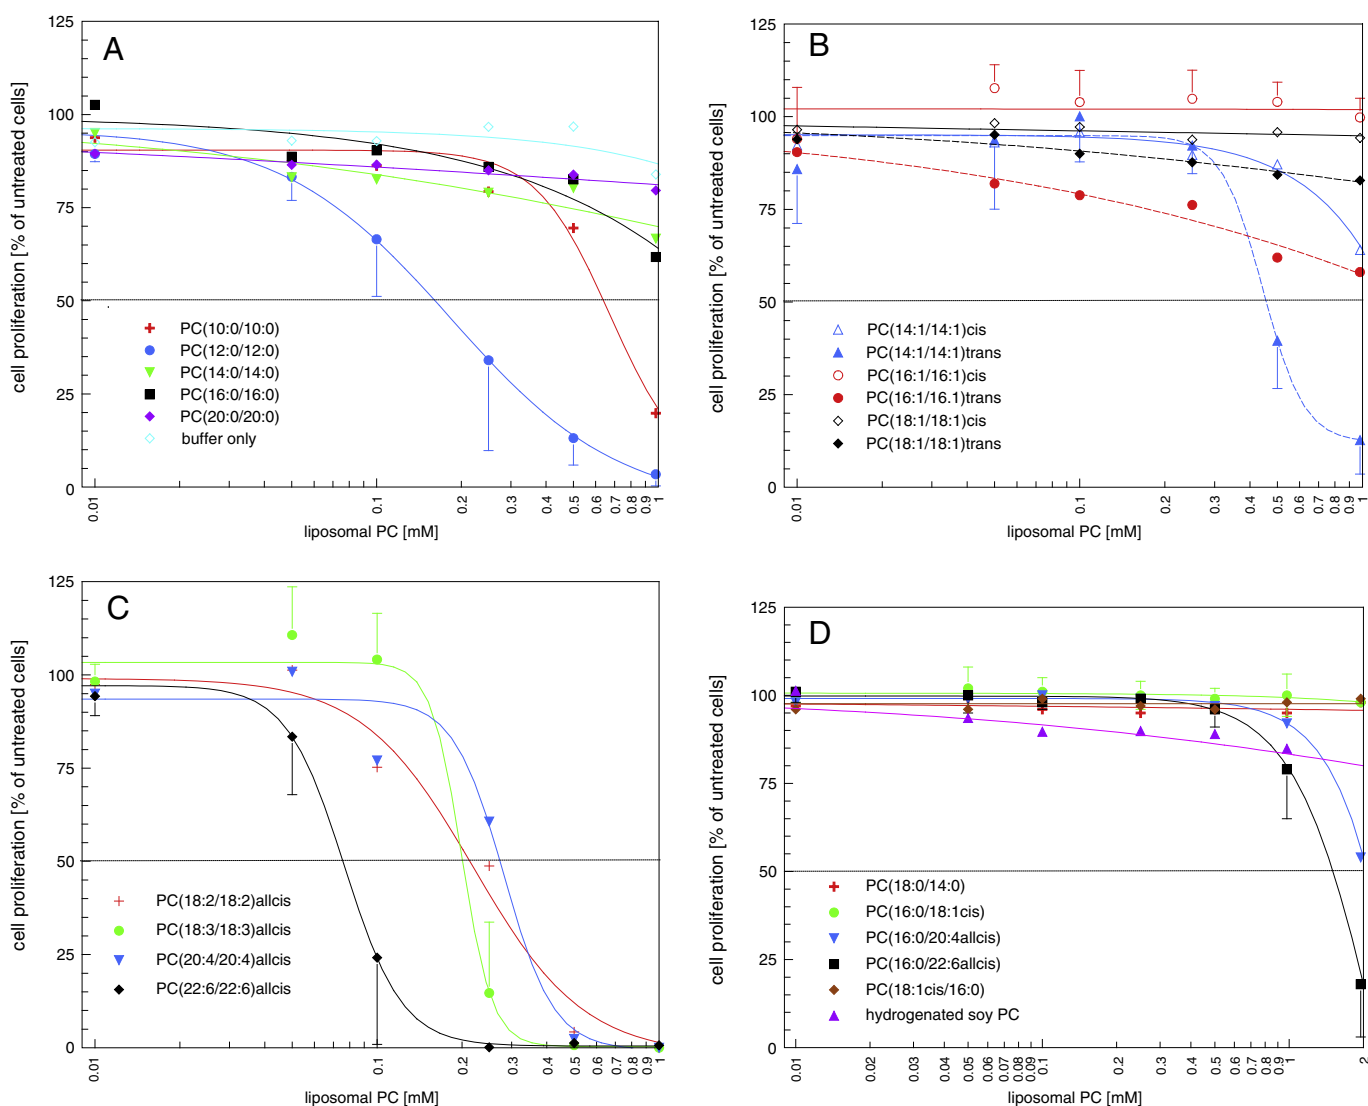 A
cell proliferation [% of untreated cells]
125
100
75
50
25
0
PC(10:0/10:0)
PC(12:0/12:0)
PC(14:0/14:0)
PC(16:0/16:0)
PC(20:0/20:0)
buffer only
0.01 0.1 0.2 0.3 0.4 0.5 0.6 0.7 0.8 0.9 1
liposomal PC [mM]
B
cell proliferation [% of untreated cells]
125
100
75
50
25
0
PC(14:1/14:1)cis
PC(14:1/14:1)trans
PC(16:1/16:1)cis
PC(16:1/16.1)trans
PC(18:1/18:1)cis
PC(18:1/18:1)trans
0.01 0.1 0.2 0.3 0.4 0.5 0.6 0.7 0.8 0.9 1
liposomal PC [mM]
C
cell proliferation [% of untreated cells]
125
100
75
50
25
0
PC(18:2/18:2)allcis
PC(18:3/18:3)allcis
PC(20:4/20:4)allcis
PC(22:6/22:6)allcis
0.01 0.1 0.2 0.3 0.4 0.5 0.6 0.7 0.8 0.9 1
liposomal PC [mM]
D
cell proliferation [% of untreated cells]
125
100
75
50
25
0
PC(18:0/14:0)
PC(16:0/18:1cis)
PC(16:0/20:4allcis)
PC(16:0/22:6allcis)
PC(18:1cis/16:0)
hydrogenated soy PC
0.01 0.02 0.03 0.04 0.05 0.06 0.07 0.08 0.09 0.1 0.2 0.3 0.4 0.5 0.6 0.7 0.8 0.9 1 2
liposomal PC [mM]